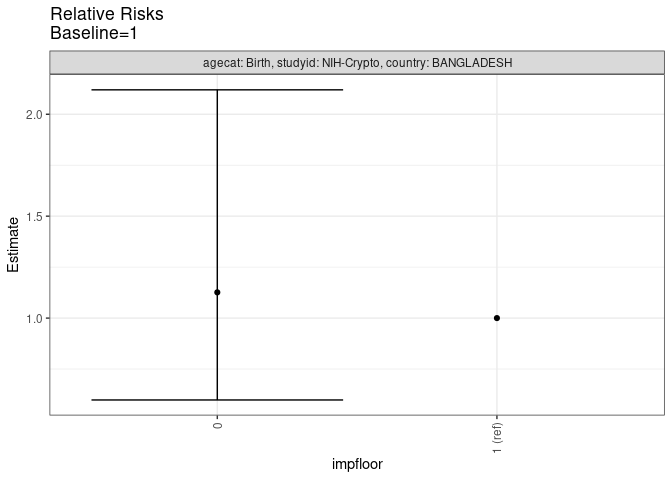 Relative Risks
Baseline=1
agecat: Birth, studyid: NIH-Crypto, country: BANGLADESH
2.0
1.5
1.0
Estimate
0
1 (ref)
impfloor